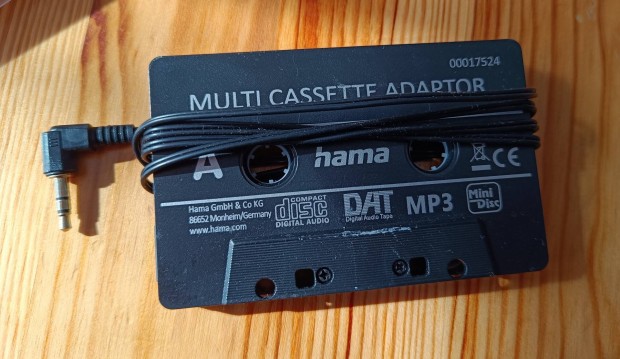 00017524
MULTI CASSETTE ADAPTOR
A
hama
CE
Hama GmbH & Co KG
86652 Monheim/Germany
www.hama.com
COMPACT
disc
DIGITAL AUDIO
DAT
Digital Audio Tape
MP3
Mini
Disc